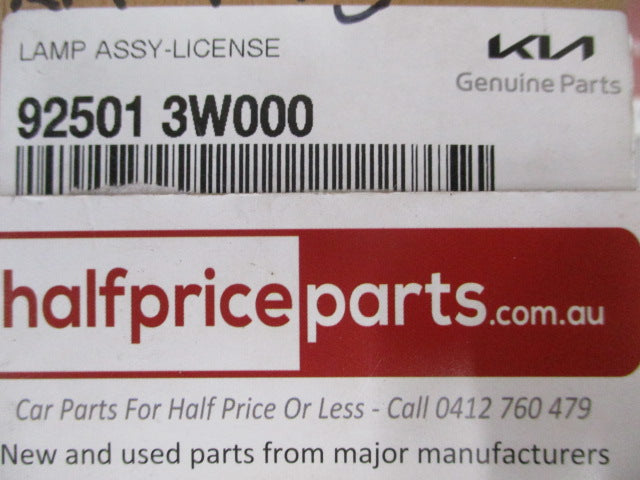 LAMP ASSY-LICENSE
KIA
Genuine Parts
92501 3W000
halfpriceparts.com.au
Car Parts For Half Price Or Less - Call 0412 760 479
New and used parts from major manufacturers